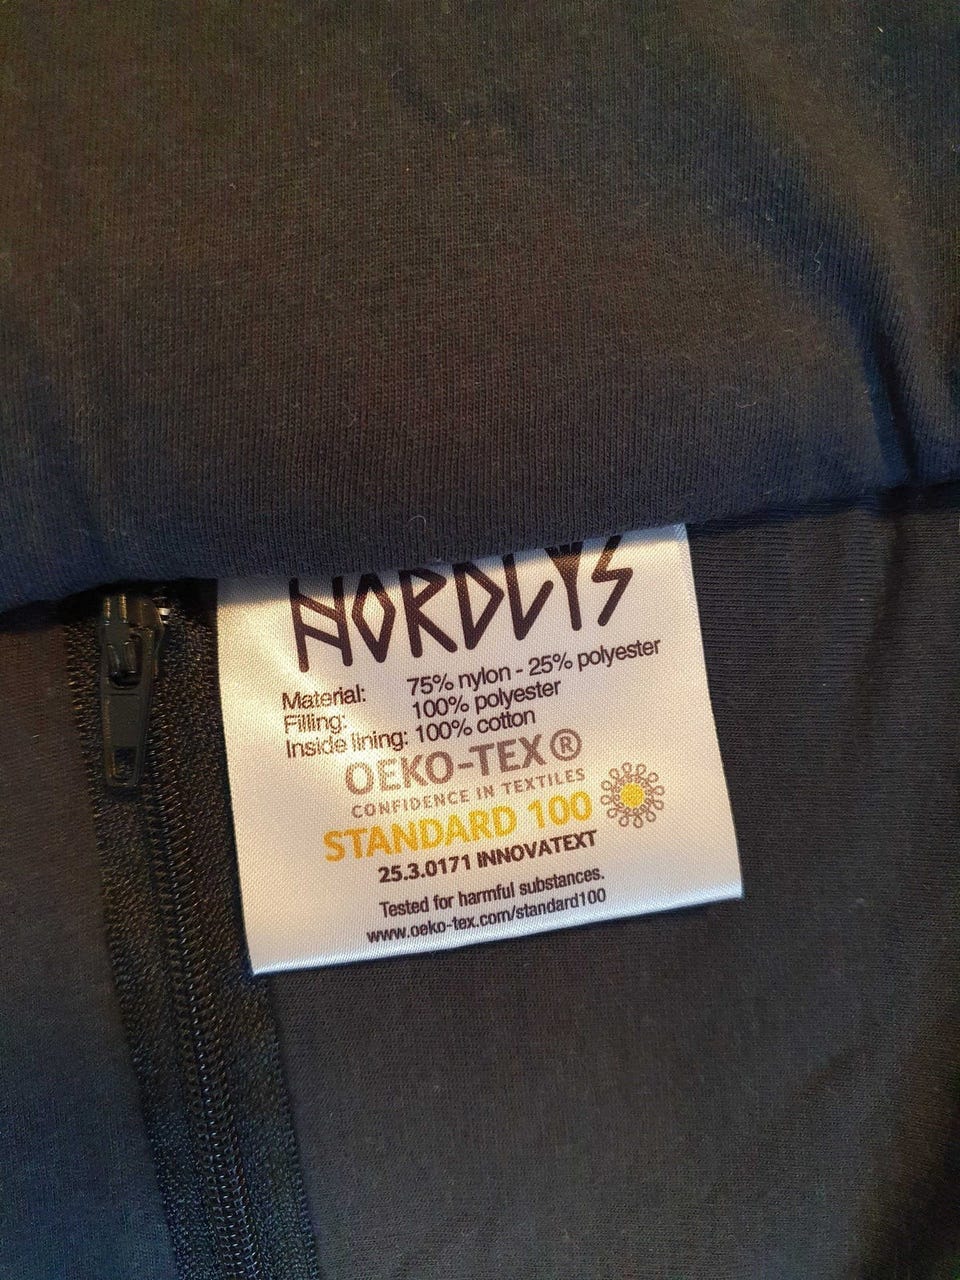 NORDLYS
Material: 75% nylon - 25% polyester
Filling: 100% polyester
Inside lining: 100% cotton
OEKO-TEX®
CONFIDENCE IN TEXTILES
STANDARD 100
25.3.0171 INNOVATEXT
Tested for harmful substances.
www.oeko-tex.com/standard100